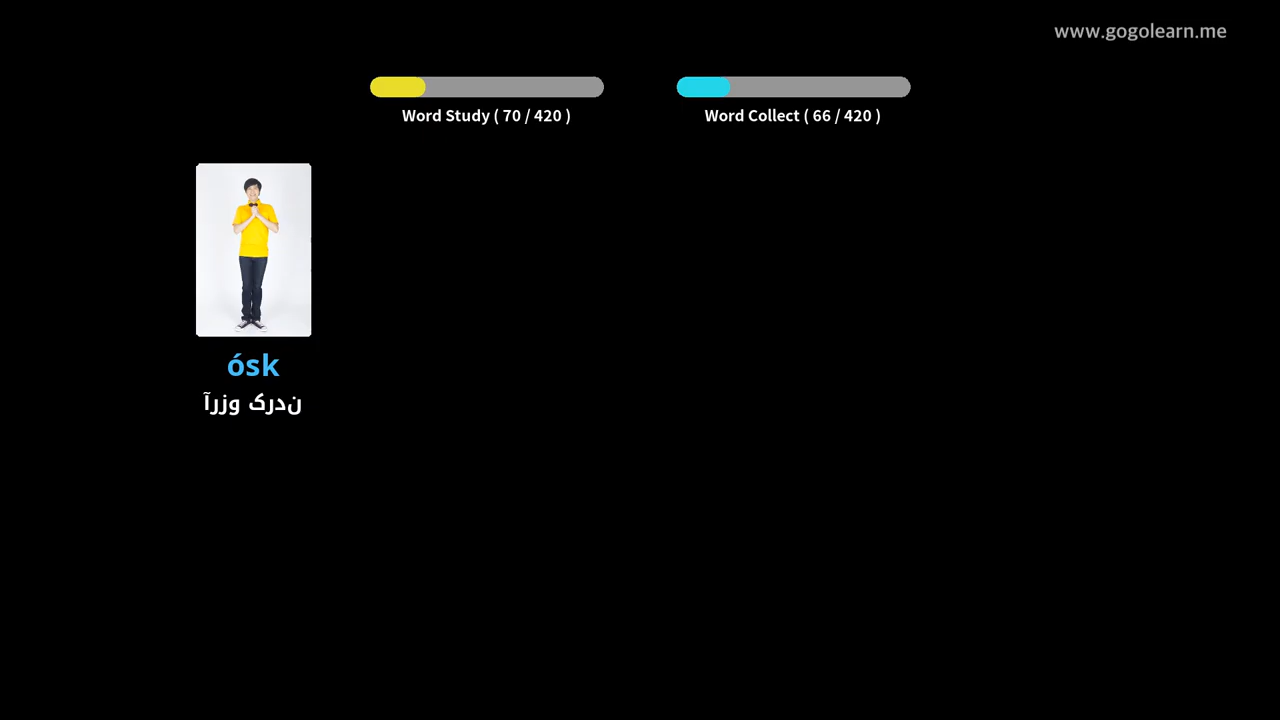 www.gogolearn.me
Word Study ( 70 / 420 )
Word Collect ( 66 / 420 )
ósk
ندرک وزرآ